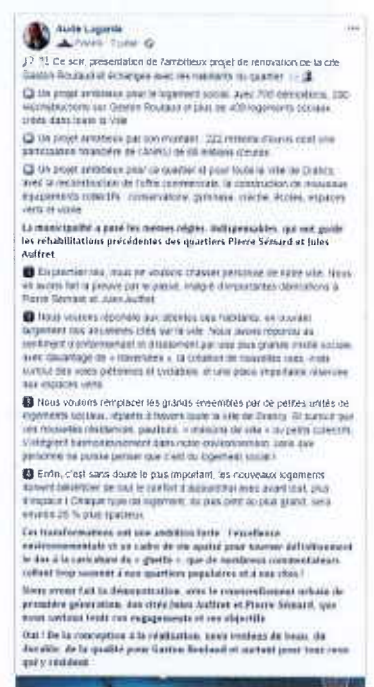 Aude Lagarde
Ce soir, présentation de l'ambitieux projet de rénovation de la cité
Gaston Roulaud et échanges avec les habitants du quartier
Un projet ambitieux pour le logement social, avec 700 démolitions,
reconstructions sur Gaston Roulaud et plus de 400 logements sociaux
créés dans toute la ville
Un projet ambitieux par son montant : 222 millions d'euros dont une
participation financière de l'ANRU de 68 millions d'euros
Un projet ambitieux pour ce quartier et pour toute la ville de Drancy,
avec la reconstruction de l'offre commerciale, la construction de nouveaux
équipements collectifs : conservatoire, gymnase, crèche, écoles, espaces
verts et voirie
La municipalité a posé les mêmes règles, indispensables, qui ont guidé
les réhabilitations précédentes des quartiers Pierre Sémard et Jules
Auffret
1 En premier lieu, nous ne voulons chasser personne de notre ville. Nous
en avons fait la preuve par le passé, malgré d'importantes démolitions à
Pierre Sémard et Jules Auffret
2 Nous voulons répondre aux attentes des habitants, en ouvrant
largement nos anciennes cités sur la ville. Nous avons répondu au
sentiment d'enfermement et d'isolement par une plus grande mixité sociale,
avec davantage de « traversées », la création de nouvelles rues, mais
surtout des voies piétonnes et cyclables, et une place importante réservée
aux espaces verts
3 Nous voulons remplacer les grands ensembles par de petites unités de
logements sociaux, répartis à travers toute la ville de Drancy. Et surtout que
ces nouvelles résidences, pavillons, « maisons de ville » ou petits collectifs,
s'intègrent harmonieusement dans notre environnement, sans que
personne ne puisse penser que c'est du logement social !
4 Enfin, c'est sans doute le plus important, les nouveaux logements
doivent bénéficier de tout le confort d'aujourd'hui avec avant tout, plus
d'espace ! Chaque type de logement, du plus petit au plus grand, sera
environ 25 % plus spacieux.
Ces transformations ont une ambition forte : l'excellence
environnementale et un cadre de vie apaisé pour tourner définitivement
le dos à la caricature du « ghetto », que de nombreux commentateurs
collent trop souvent à nos quartiers populaires et à nos cités !
Nous avons fait la démonstration, avec le renouvellement urbain de
première génération, des cités Jules Auffret et Pierre Sémard, que
nous savions tenir ces engagements et ces objectifs
Oui ! De la conception à la réalisation, nous voulons du beau, du
durable, de la qualité pour Gaston Roulaud et surtout pour tous ceux
qui y résident